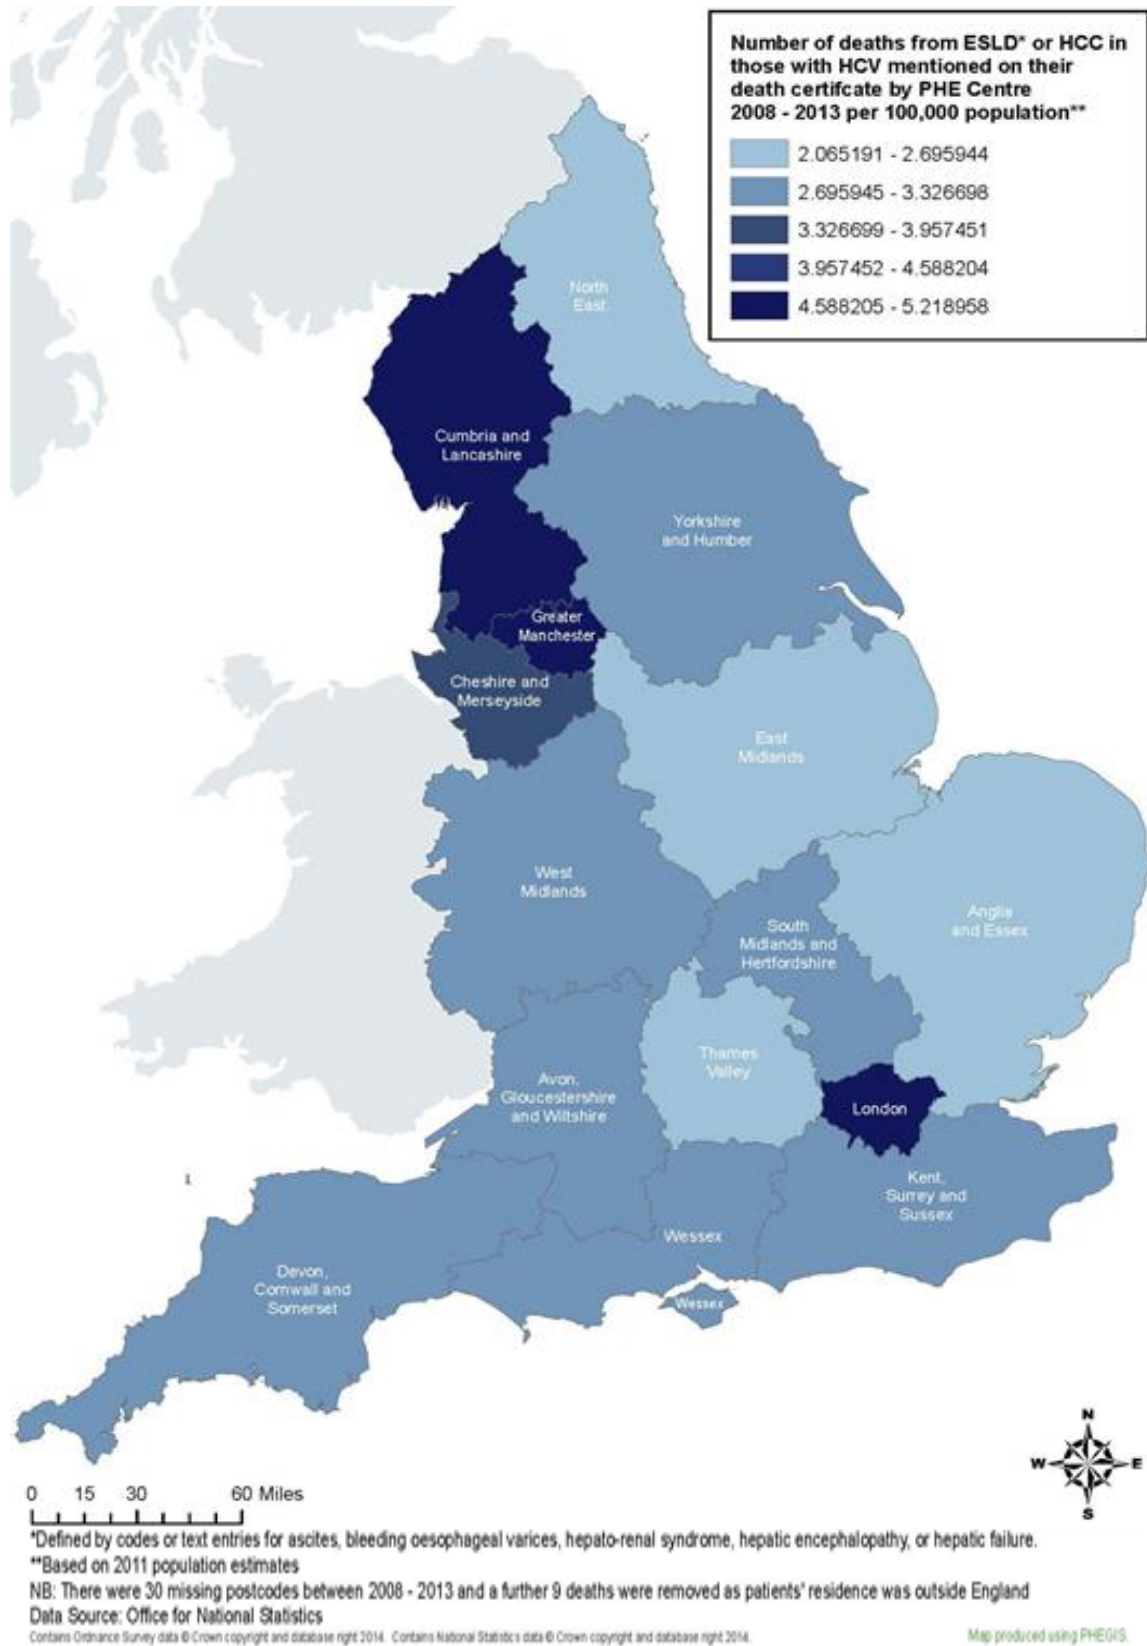 Number of deaths from ESLD* or HCC in
those with HCV mentioned on their
death certifcate by PHE Centre
2008 - 2013 per 100,000 population**
2.065191 - 2.695944
2.695945 - 3.326698
3.326699 - 3.957451
3.957452 - 4.588204
4.588205 - 5.218958
North
East
Cumbria and
Lancashire
Yorkshire
and Humber
Greater
Manchester
Cheshire and
Merseyside
East
Midlands
West
Midlands
Anglia
and Essex
South
Midlands and
Hertfordshire
Thames
Valley
Avon,
Gloucestershire
and Wiltshire
London
Kent,
Surrey and
Sussex
Wessex
Devon,
Cornwall and
Somerset
Wessex
N
W E
S
0 15 30 60 Miles
*Defined by codes or text entries for ascites, bleeding oesophageal varices, hepato-renal syndrome, hepatic encephalopathy, or hepatic failure.
**Based on 2011 population estimates
NB: There were 30 missing postcodes between 2008 - 2013 and a further 9 deaths were removed as patients' residence was outside England
Data Source: Office for National Statistics
Contains Ordnance Survey data © Crown copyright and database right 2014. Contains National Statistics data © Crown copyright and database right 2014.
Map produced using PHEGIS.